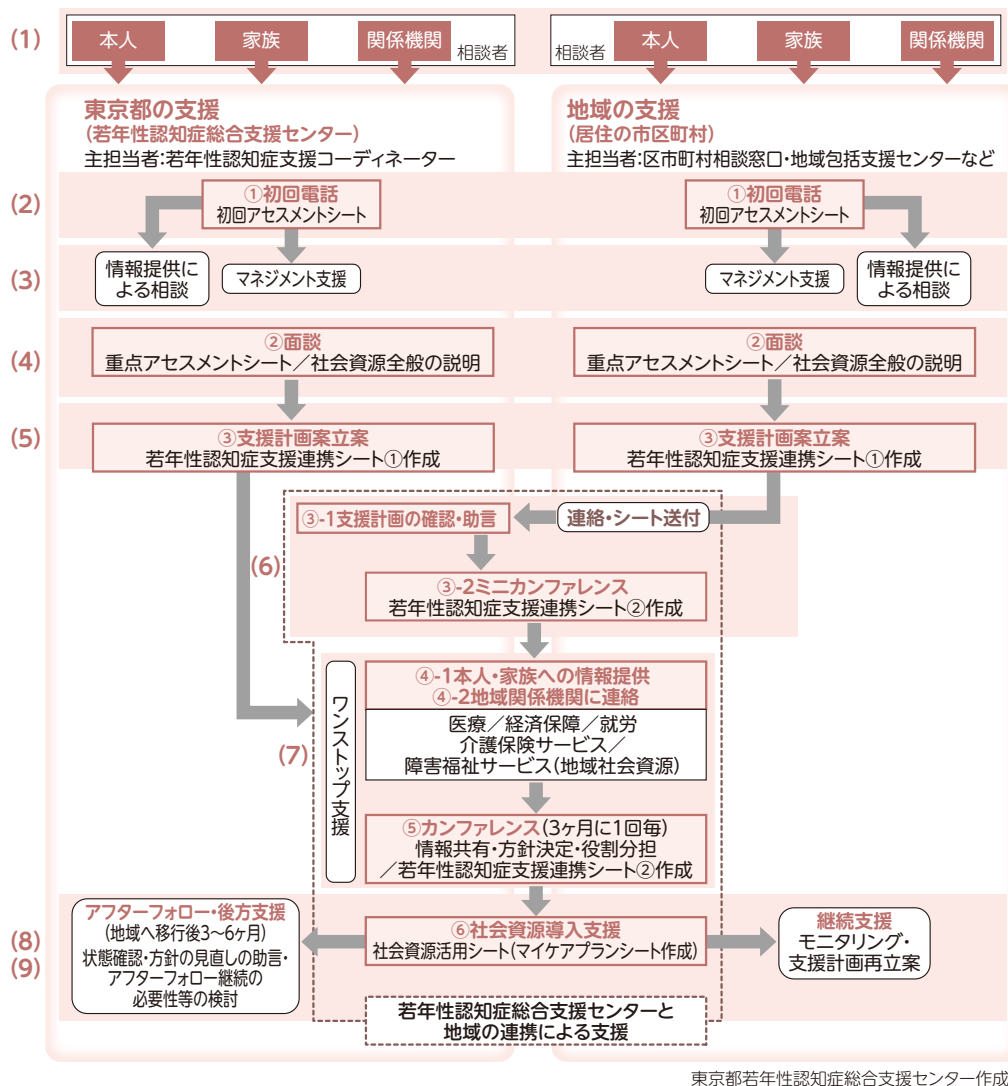 (1)
本人
家族
関係機関
相談者
相談者
本人
家族
関係機関
東京都の支援
(若年性認知症総合支援センター)
主担当者:若年性認知症支援コーディネーター
地域の支援
(居住の市区町村)
主担当者:区市町村相談窓口・地域包括支援センターなど
(2)
①初回電話
初回アセスメントシート
①初回電話
初回アセスメントシート
(3)
情報提供に
よる相談
マネジメント支援
マネジメント支援
情報提供に
よる相談
(4)
②面談
重点アセスメントシート/社会資源全般の説明
②面談
重点アセスメントシート/社会資源全般の説明
(5)
③支援計画案立案
若年性認知症支援連携シート①作成
③支援計画案立案
若年性認知症支援連携シート①作成
(6)
③-1支援計画の確認・助言
連絡・シート送付
③-2ミニカンファレンス
若年性認知症支援連携シート②作成
(7)
ワンストップ支援
④-1本人・家族への情報提供
④-2地域関係機関に連絡
医療/経済保障/就労
介護保険サービス/
障害福祉サービス(地域社会資源)
⑤カンファレンス(3ヶ月に1回毎)
情報共有・方針決定・役割分担
/若年性認知症支援連携シート②作成
(8)
(9)
アフターフォロー・後方支援
(地域へ移行後3〜6ヶ月)
状態確認・方針の見直しの助言・
アフターフォロー継続の
必要性等の検討
⑥社会資源導入支援
社会資源活用シート(マイケアプランシート作成)
継続支援
モニタリング・
支援計画再立案
若年性認知症総合支援センターと
地域の連携による支援
東京都若年性認知症総合支援センター作成